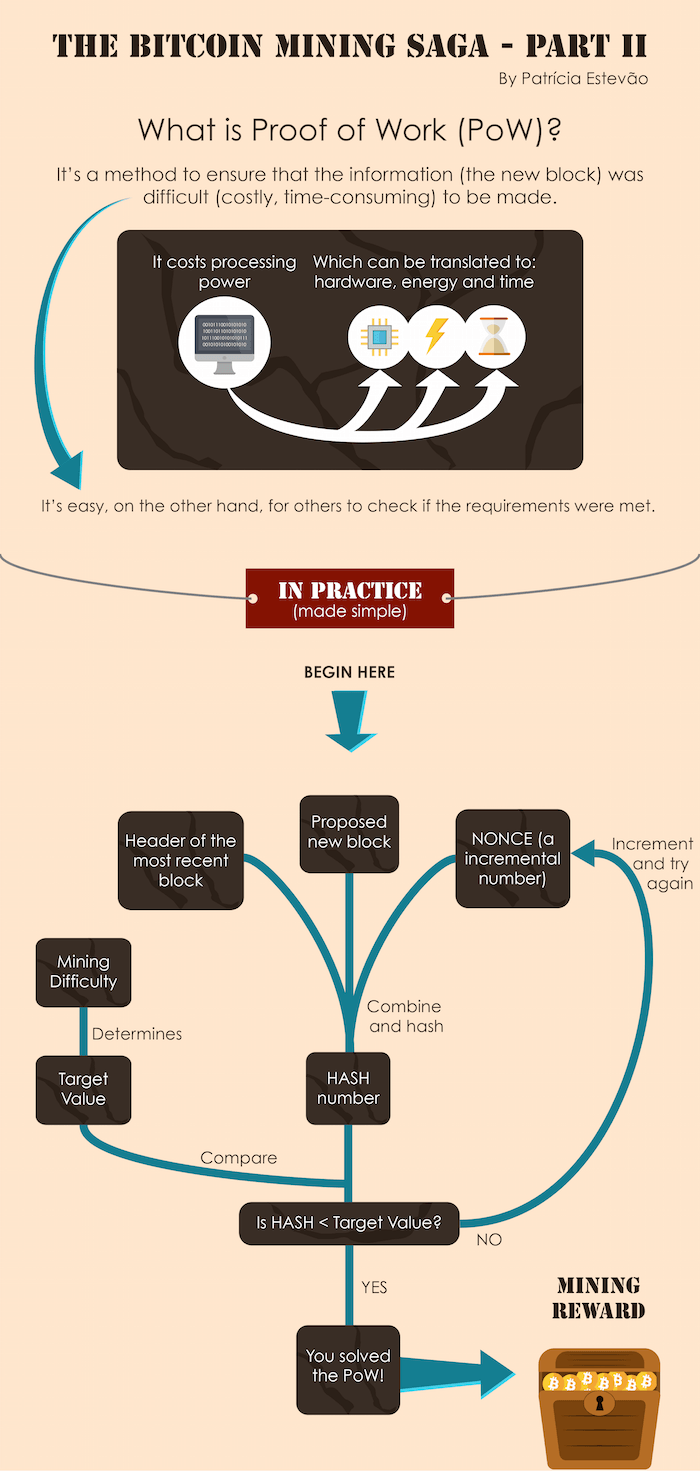 THE BITCOIN MINING SAGA - PART II
By Patrícia Estevão
What is Proof of Work (PoW)?
It's a method to ensure that the information (the new block) was
difficult (costly, time-consuming) to be made.
It costs processing
power
Which can be translated to:
hardware, energy and time
It's easy, on the other hand, for others to check if the requirements were met.
IN PRACTICE
(made simple)
BEGIN HERE
Header of the
most recent
block
Proposed
new block
NONCE (a
incremental
number)
Increment
and try
again
Mining
Difficulty
Determines
Target
Value
Combine
and hash
HASH
number
Compare
Is HASH < Target Value?
NO
YES
You solved
the PoW!
MINING
REWARD